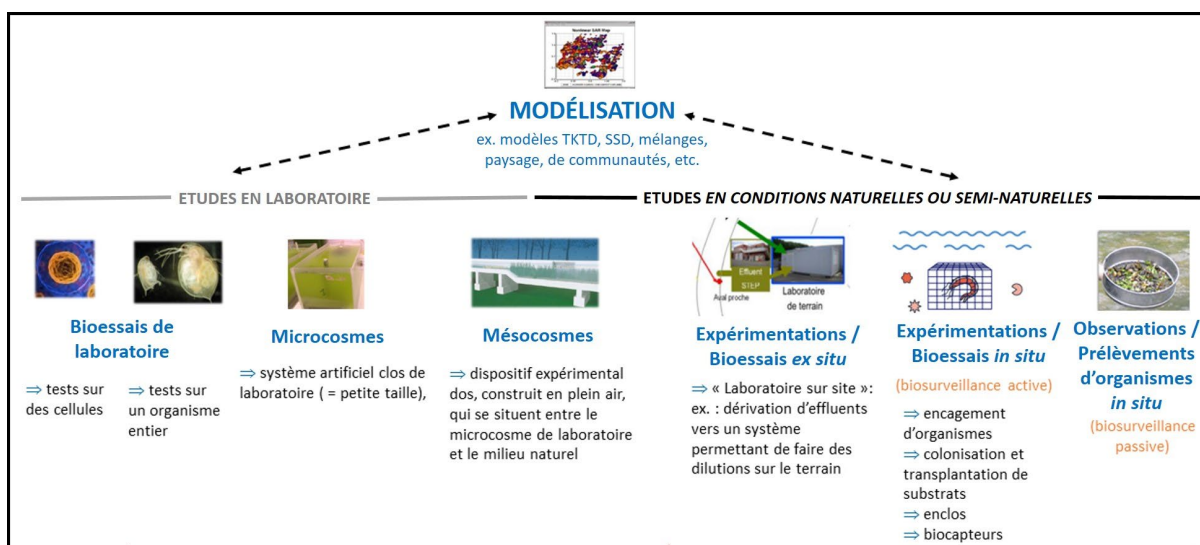 MODÉLISATION
ex. modèles TKTD, SSD, mélanges,
paysage, de communautés, etc.
ETUDES EN LABORATOIRE
ETUDES EN CONDITIONS NATURELLES OU SEMI-NATURELLES
Bioessais de
laboratoire
⇒ tests sur
des cellules
⇒ tests sur
un organisme
entier
Microcosmes
⇒ système artificiel clos de
laboratoire ( = petite taille),
Mésocosmes
⇒ dispositif expérimental
dos, construit en plein air,
qui se situent entre le
microcosme de laboratoire
et le milieu naturel
Effluent
STEP
Aval proche
Laboratoire
de terrain
Expérimentations /
Bioessais ex situ
⇒ « Laboratoire sur site »:
ex. : dérivation d’effluents
vers un système
permettant de faire des
dilutions sur le terrain
Expérimentations /
Bioessais in situ
(biosurveillance active)
⇒ encagement
d’organismes
⇒ colonisation et
transplantation de
substrats
⇒ enclos
⇒ biocapteurs
Observations /
Prélèvements
d’organismes
in situ
(biosurveillance
passive)